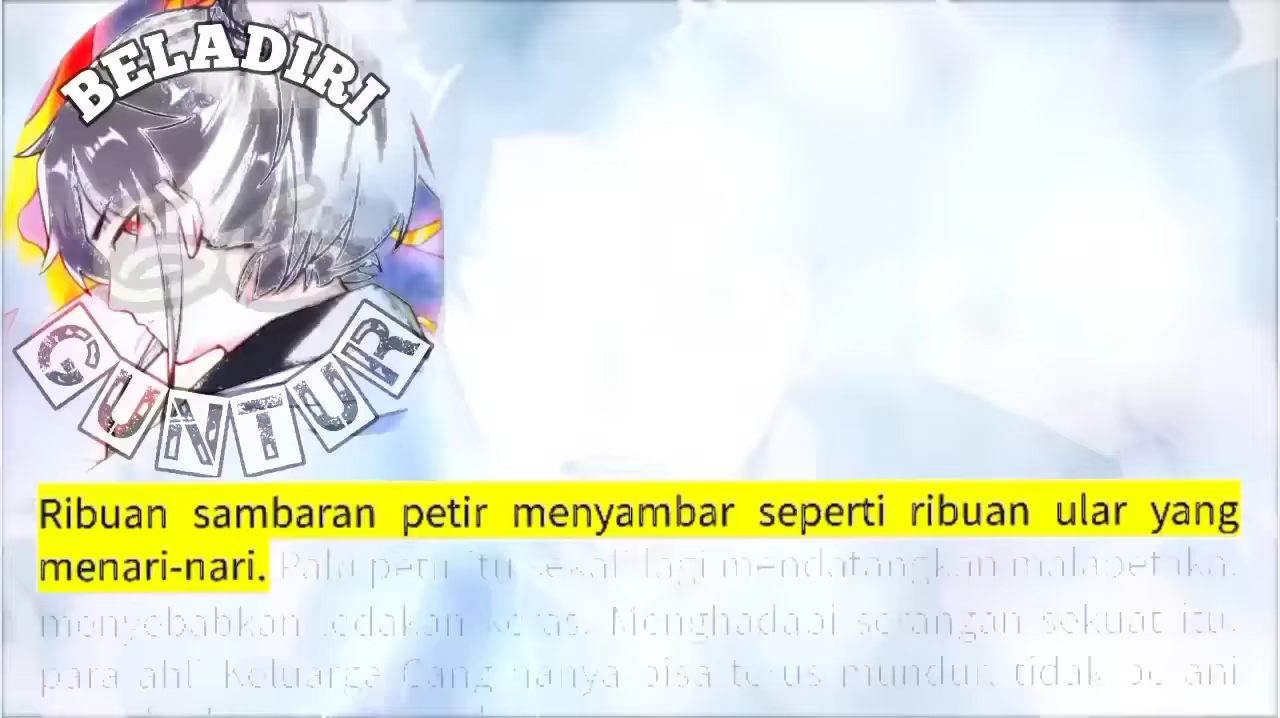 BELADIRI
GUNTUR
Ribuan sambaran petir menyambar seperti ribuan ular yang
menari-nari. Palu petir itu sekali lagi mendatangkan malapetaka,
menyebabkan ledakan keras. Menghadapi serangan sekuat itu,
para ahli Keluarga Cang hanya bisa terus mundur, tidak berani